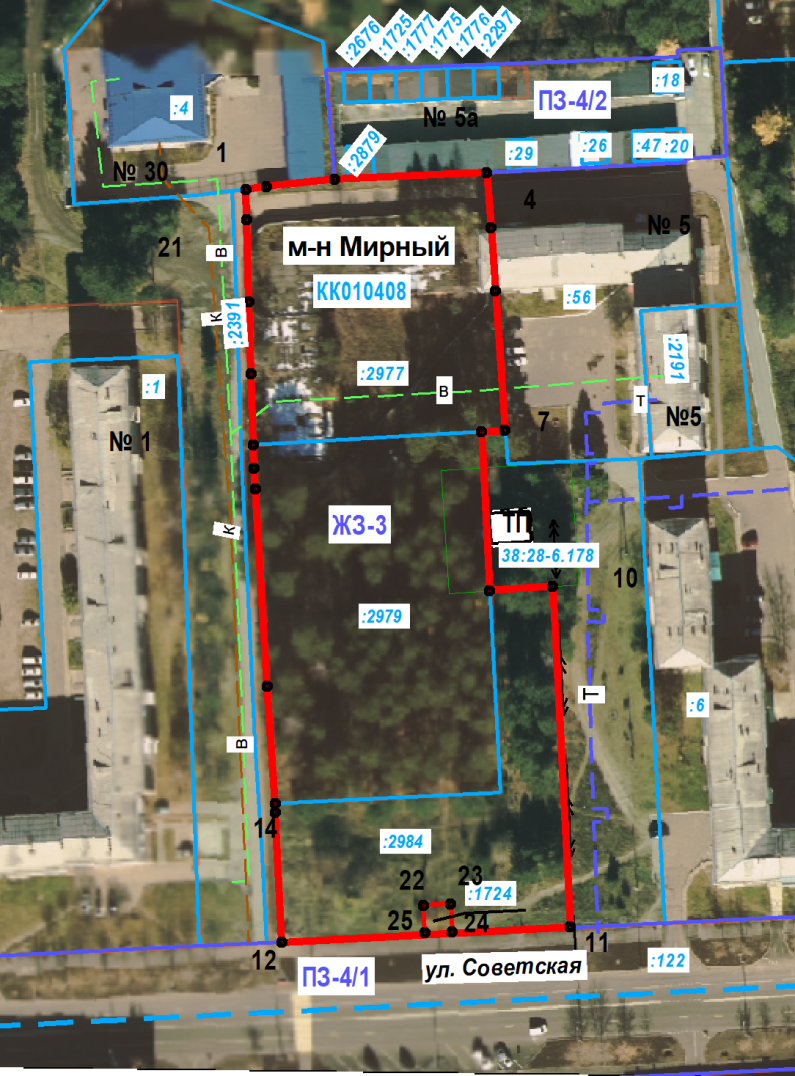 :2676
:1725
:1777
:1775
:1776
:2297
:18
ПЗ-4/2
:4
№ 5а
:2879
:29
:26
:47
:20
1
№ 30
4
№ 5
21
В
м-н Мирный
КК010408
:56
К
:2391
:2977
В
Т
:2191
:1
7
№5
№ 1
ЖЗ-3
ТП
К
38:28-6.178
10
:2979
Т
:6
В
14
:2984
22
23
:1724
25
24
11
12
ул. Советская
:122
ПЗ-4/1